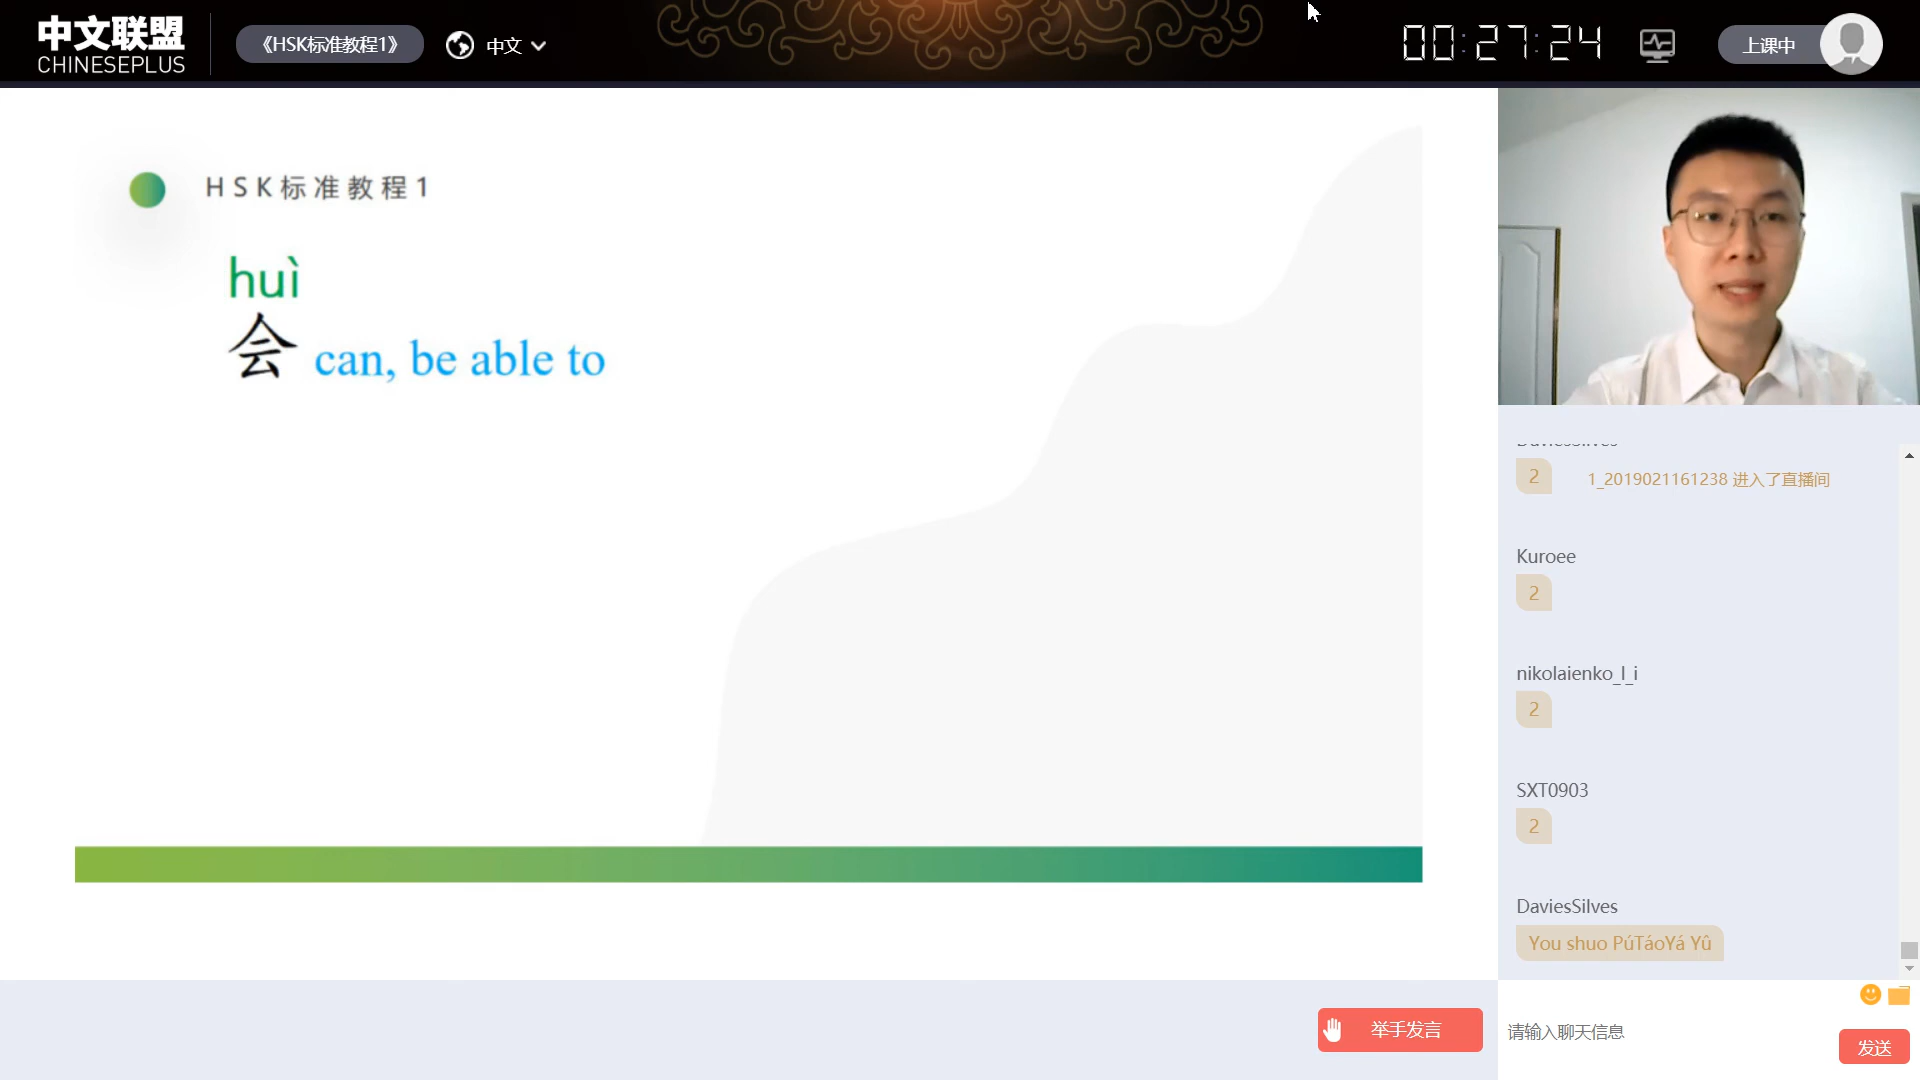 中文联盟
CHINESEPLUS
《HSK标准教程1》
中文
00:27:24
上课中
HSK标准教程1
huì
会 can, be able to
DaviesSilves
2
1_2019021161238 进入了直播间
Kuroee
2
nikolaienko_l_i
2
SXT0903
2
DaviesSilves
You shuo PúTáoYá Yû
举手发言
请输入聊天信息
发送